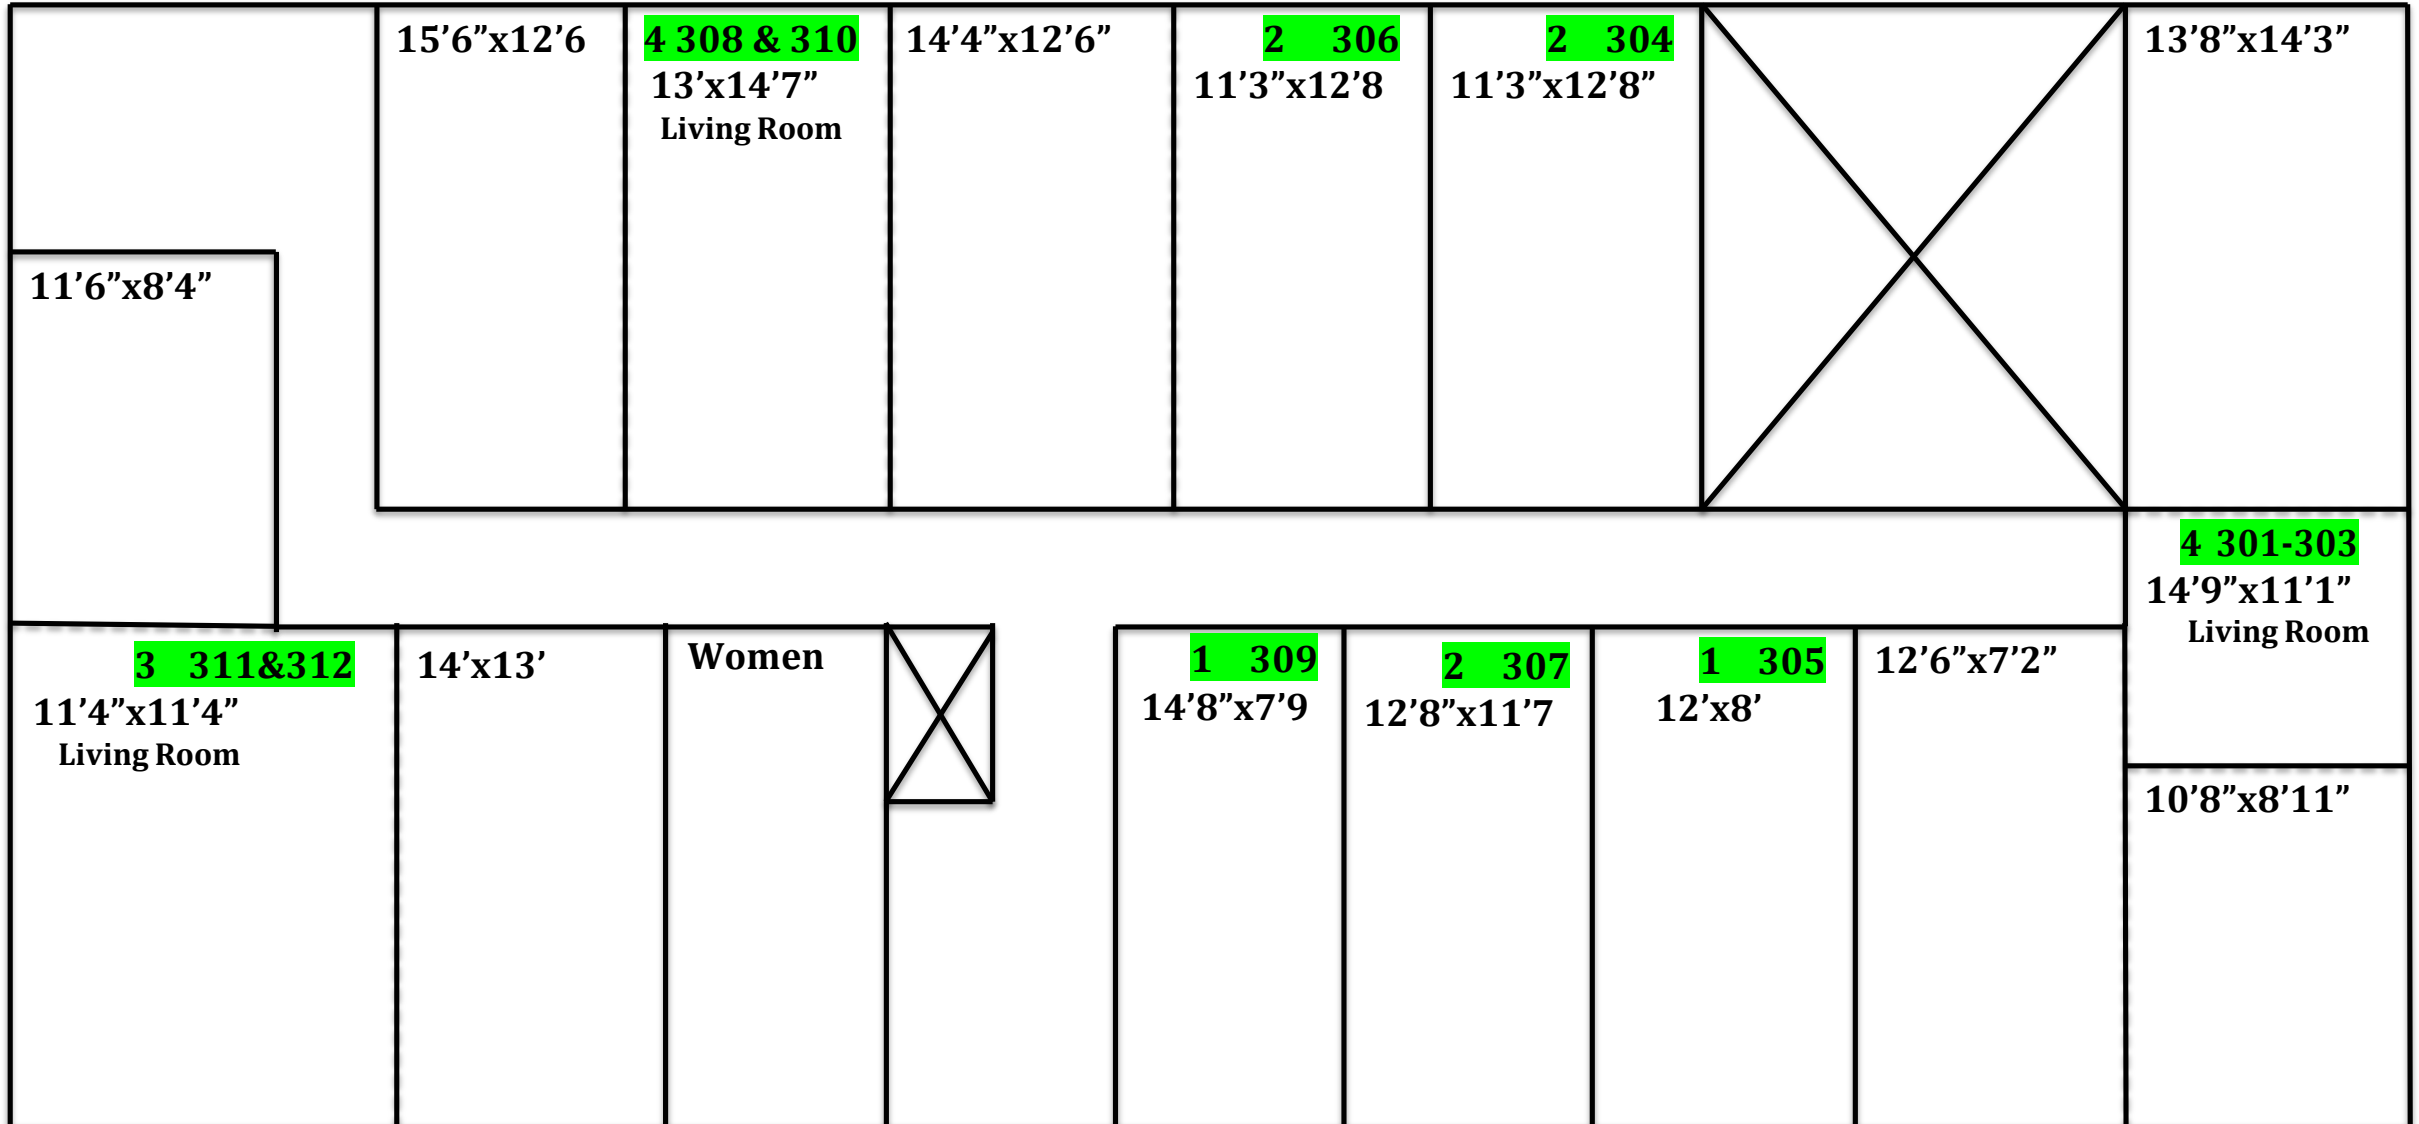 15’6”x12’6
4 308 & 310
13’x14’7”
Living Room
14’4”x12’6”
2 306
11’3”x12’8
2 304
11’3”x12’8”
13’8”x14’3”
11’6”x8’4”
4 301-303
14’9”x11’1”
Living Room
3 311&312
11’4”x11’4”
Living Room
14’x13’
Women
1 309
14’8”x7’9
2 307
12’8”x11’7
1 305
12’x8’
12’6”x7’2”
10’8”x8’11”